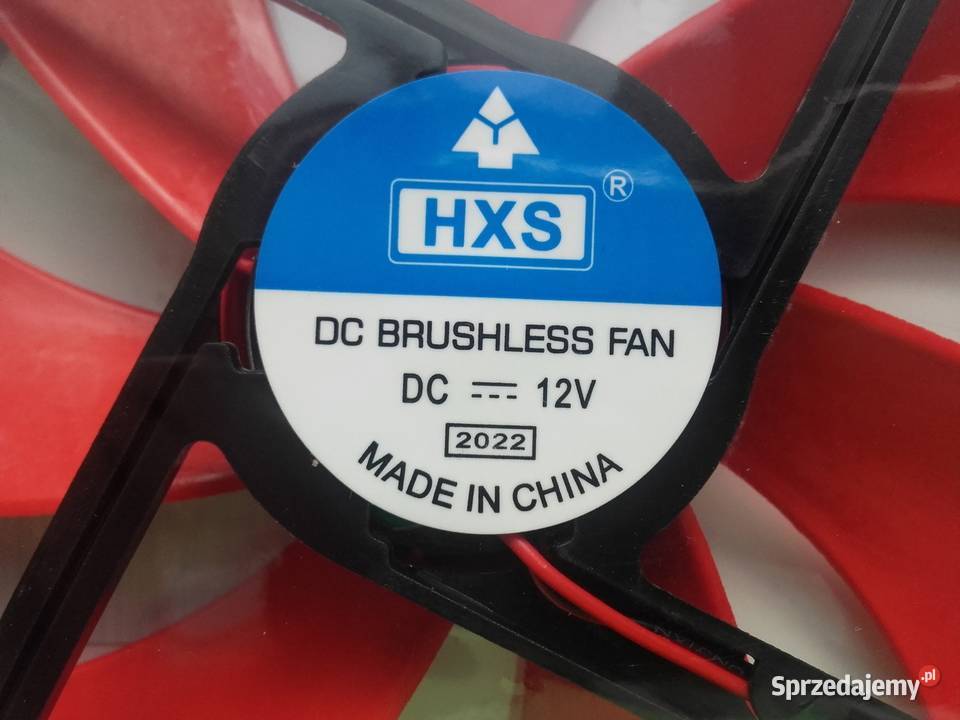 HXS ®
DC BRUSHLESS FAN
DC ⎓ 12V
2022
MADE IN CHINA
Sprzedajemy.pl